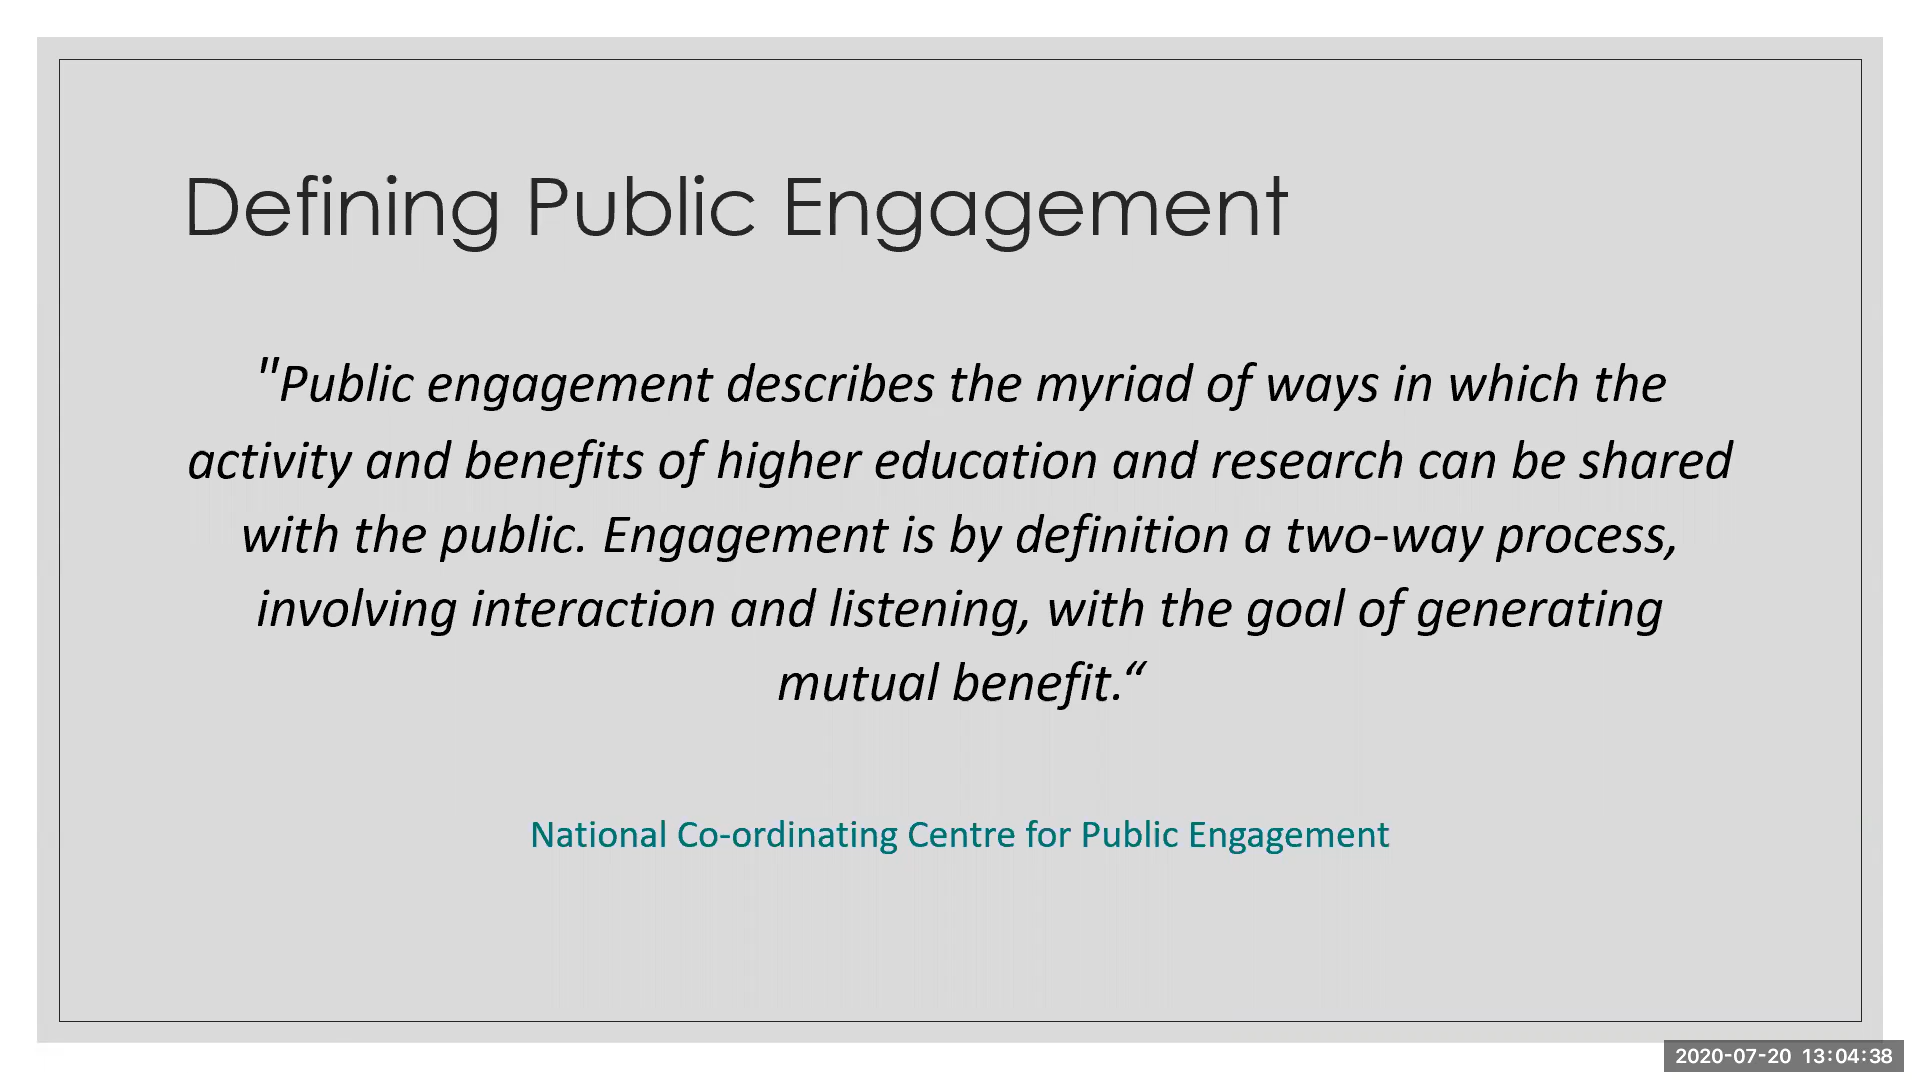 Defining Public Engagement
"Public engagement describes the myriad of ways in which the
activity and benefits of higher education and research can be shared
with the public. Engagement is by definition a two-way process,
involving interaction and listening, with the goal of generating
mutual benefit.“
National Co-ordinating Centre for Public Engagement
2020-07-20 13:04:38